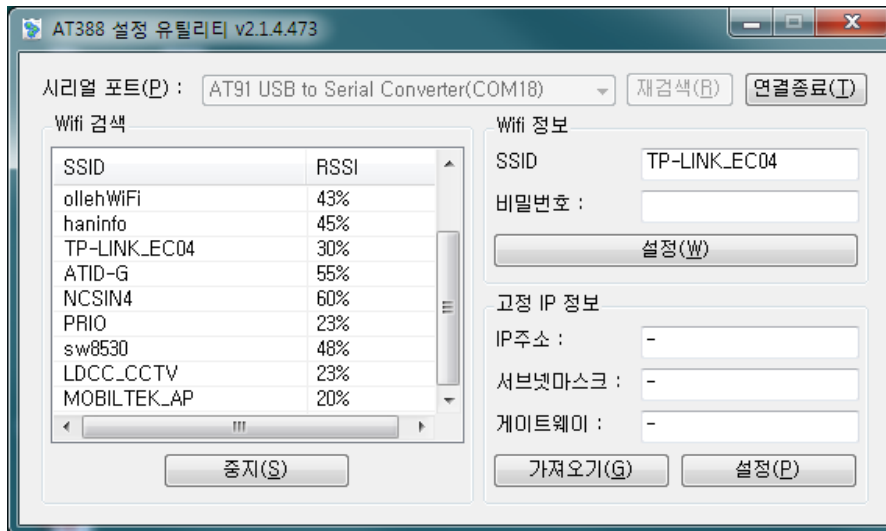 AT388 설정 유틸리티 v2.1.4.473
시리얼 포트(P) : AT91 USB to Serial Converter(COM18) 재검색(R) 연결종료(T)
Wifi 검색
SSID RSSI
ollehWiFi 43%
haninfo 45%
TP-LINK_EC04 30%
ATID-G 55%
NCSIN4 60%
PRIO 23%
sw8530 48%
LDCC_CCTV 23%
MOBILTEK_AP 20%
중지(S)
Wifi 정보
SSID TP-LINK_EC04
비밀번호 :
설정(W)
고정 IP 정보
IP주소 : -
서브넷마스크 : -
게이트웨이 : -
가져오기(G) 설정(P)